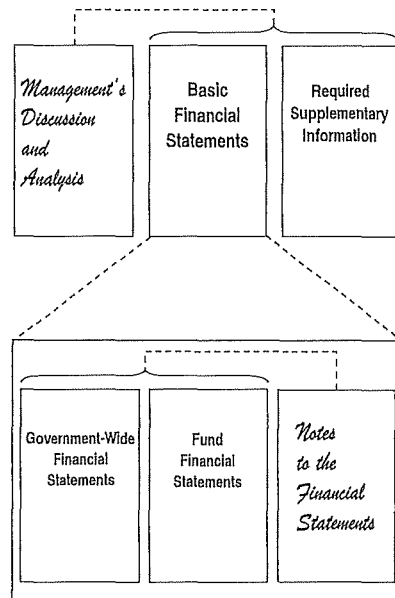 Management's
Discussion
and
Analysis
Basic
Financial
Statements
Required
Supplementary
Information
Government-Wide
Financial
Statements
Fund
Financial
Statements
Notes
to the
Financial
Statements